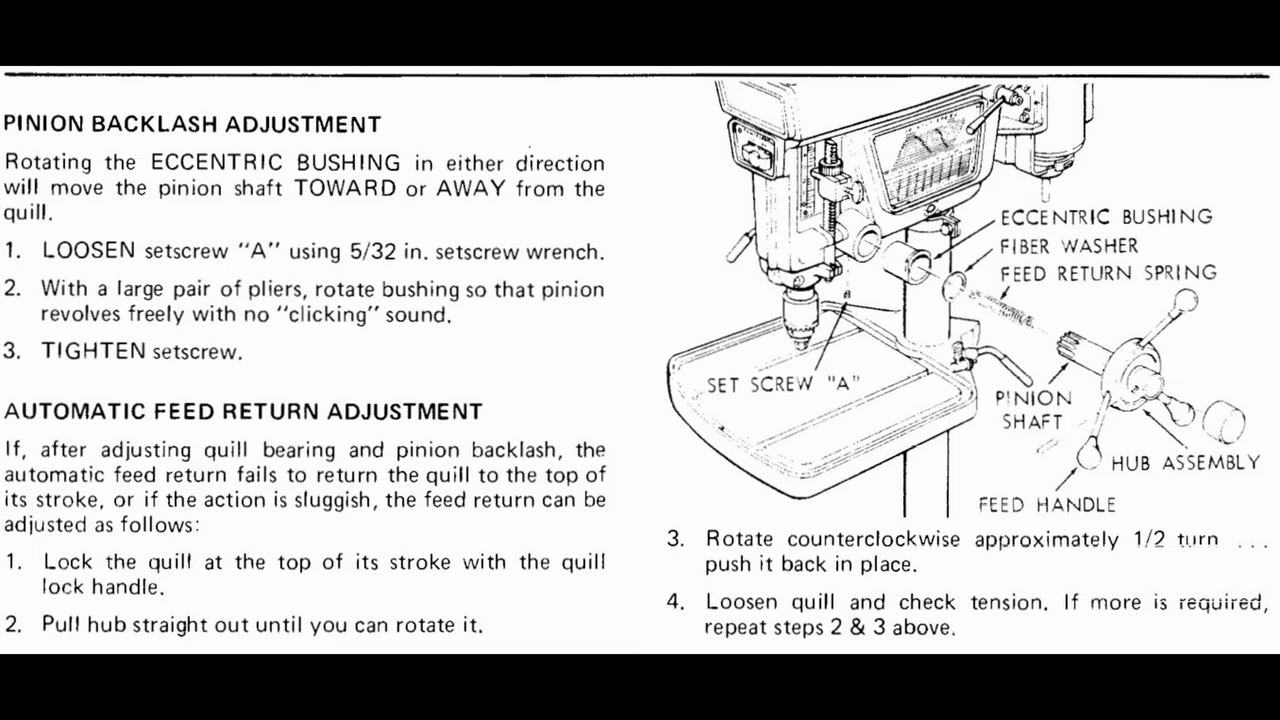 PINION BACKLASH ADJUSTMENT
Rotating the ECCENTRIC BUSHING in either direction
will move the pinion shaft TOWARD or AWAY from the
quill.
1. LOOSEN setscrew "A" using 5/32 in. setscrew wrench.
2. With a large pair of pliers, rotate bushing so that pinion
revolves freely with no "clicking" sound.
3. TIGHTEN setscrew.
AUTOMATIC FEED RETURN ADJUSTMENT
If, after adjusting quill bearing and pinion backlash, the
automatic feed return fails to return the quill to the top of
its stroke, or if the action is sluggish, the feed return can be
adjusted as follows:
1. Lock the quill at the top of its stroke with the quill
lock handle.
2. Pull hub straight out until you can rotate it.
ECCENTRIC BUSHING
FIBER WASHER
FEED RETURN SPRING
SET SCREW "A"
PINION
SHAFT
HUB ASSEMBLY
FEED HANDLE
3. Rotate counterclockwise approximately 1/2 turn ...
push it back in place.
4. Loosen quill and check tension. If more is required,
repeat steps 2 & 3 above.